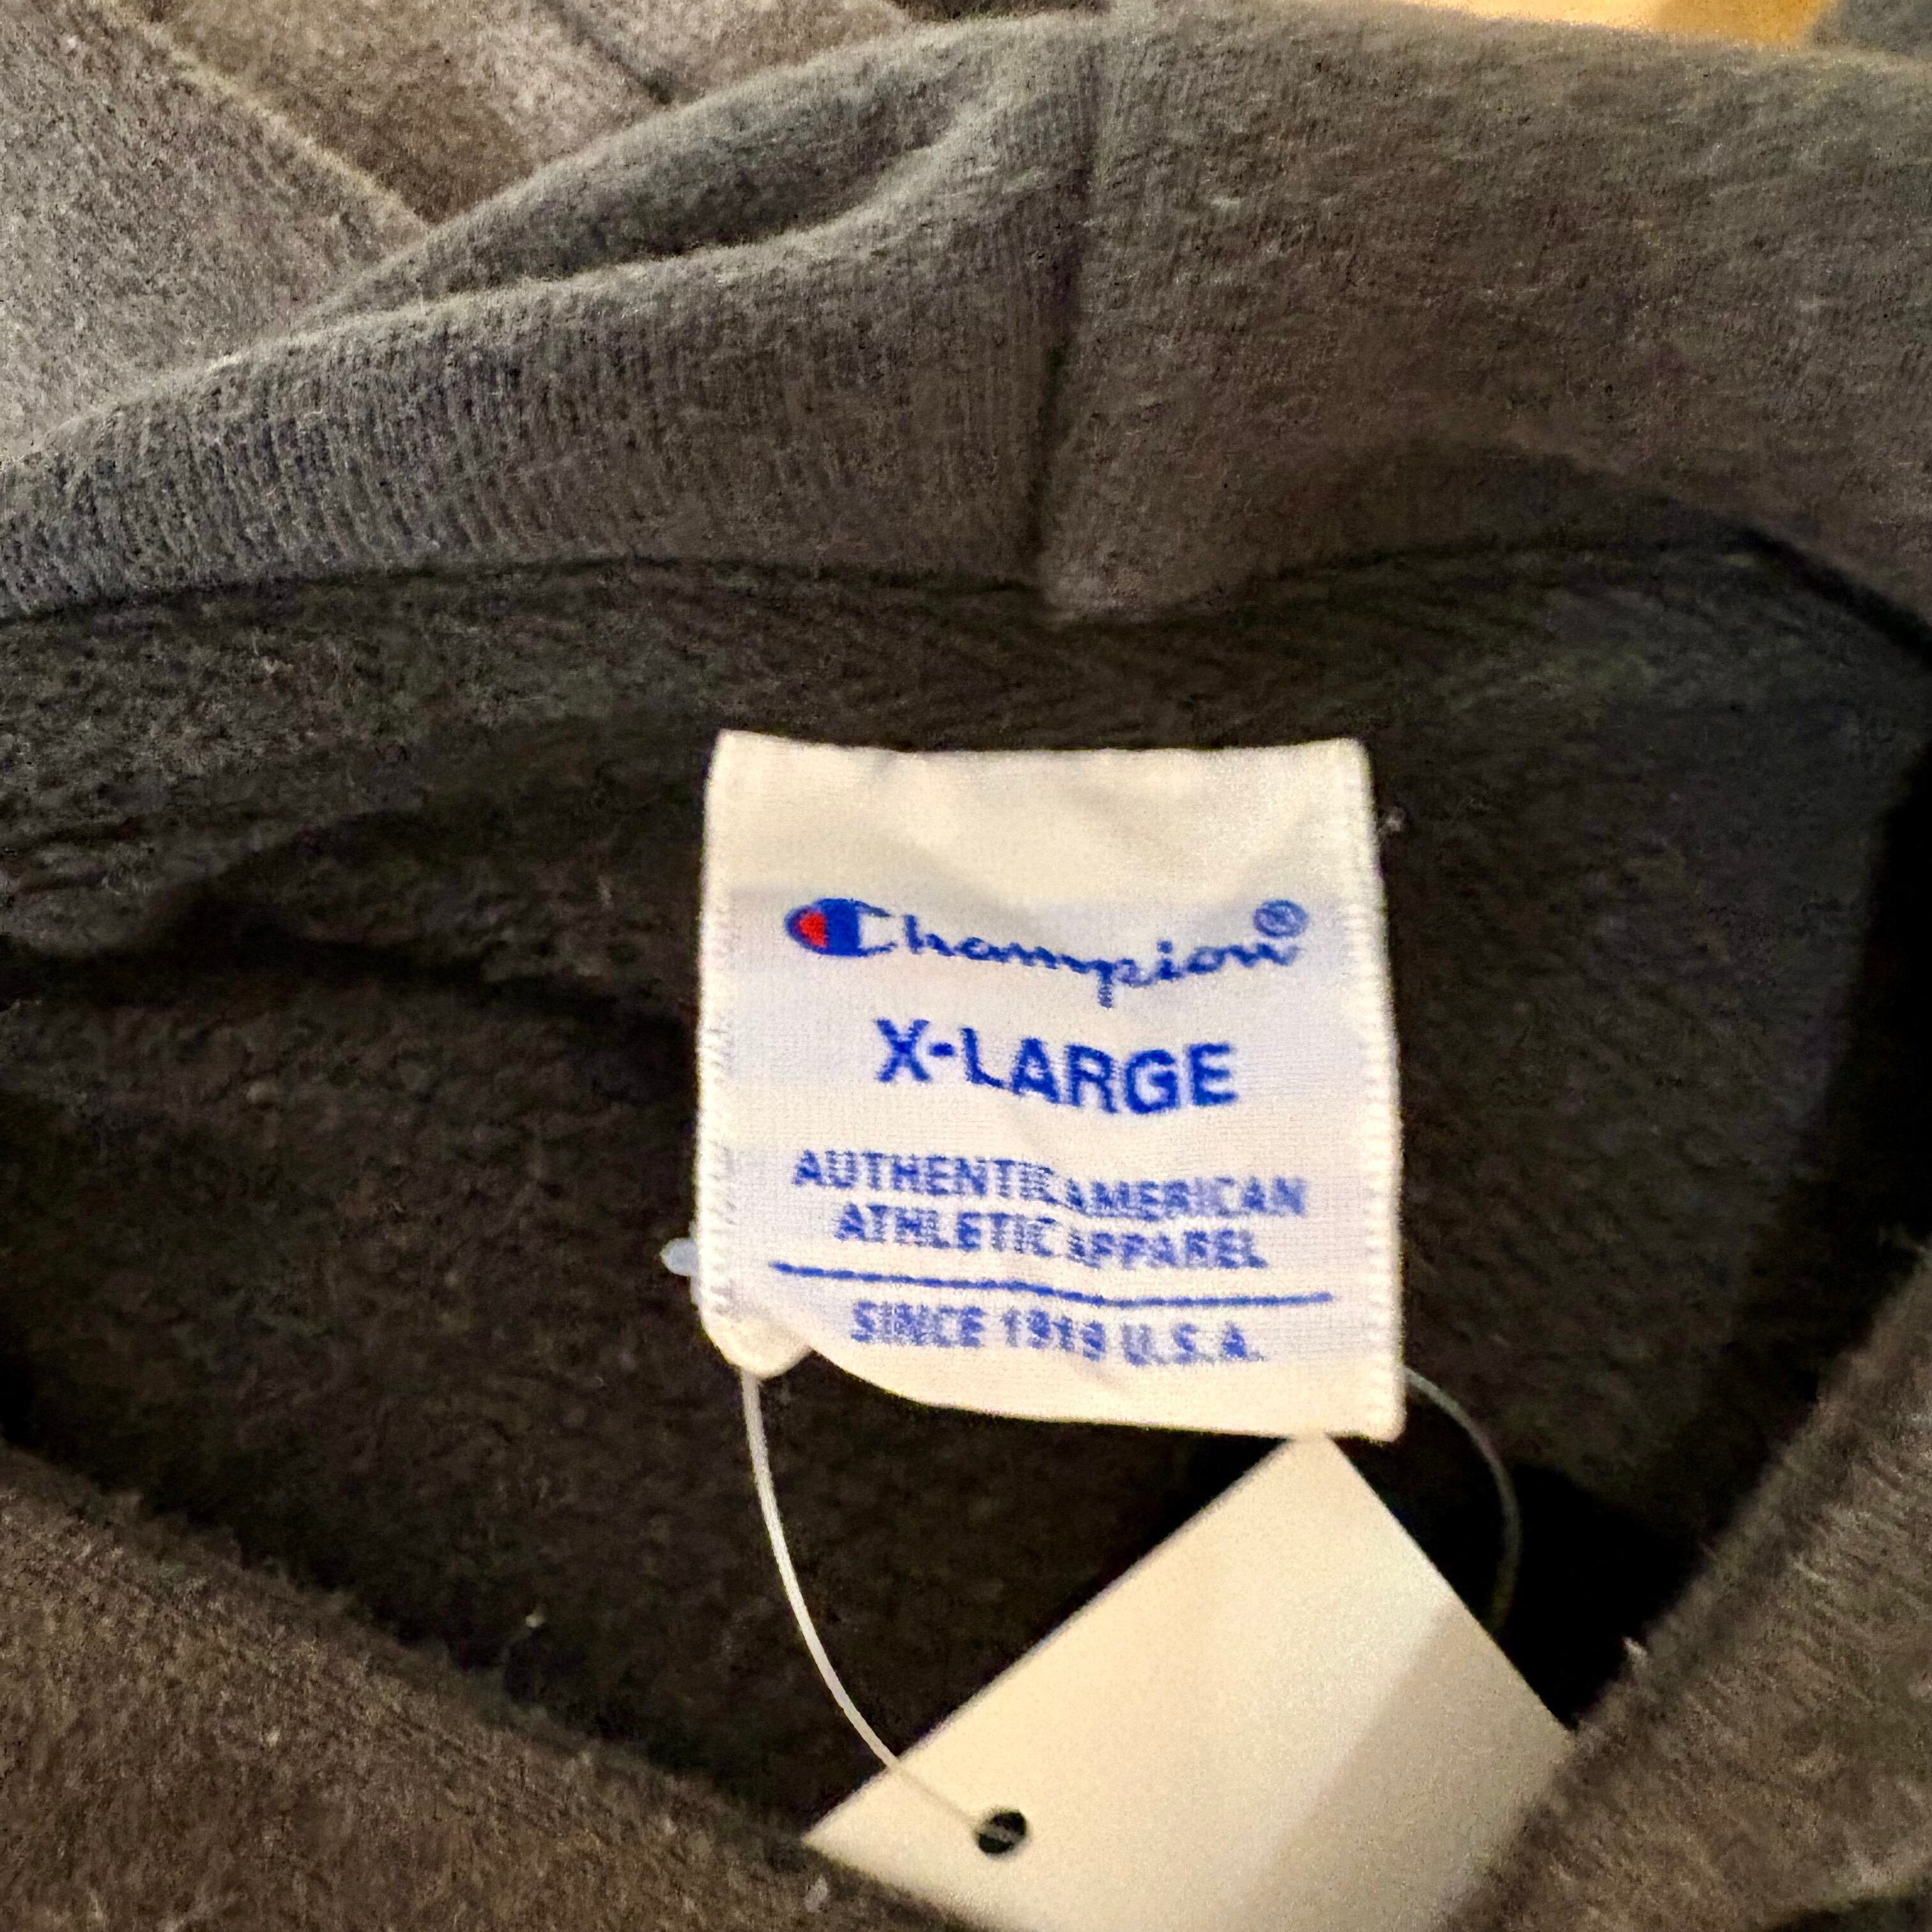 Champion®
X-LARGE
AUTHENTIC AMERICAN
ATHLETIC APPAREL
SINCE 1919 U.S.A.